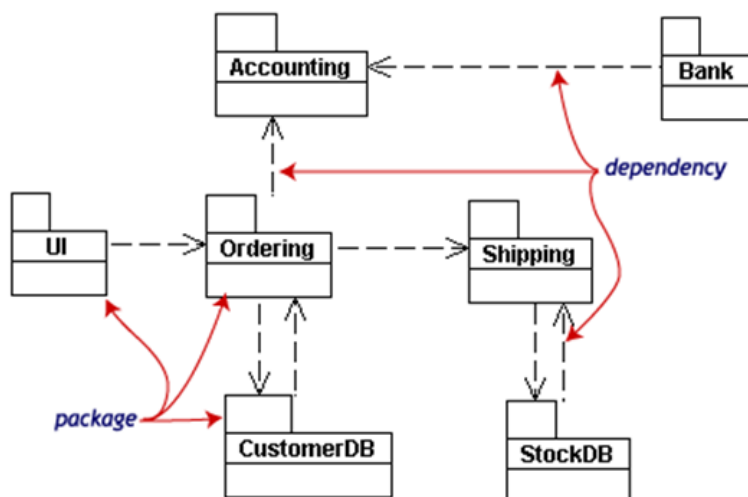 Accounting
Bank
dependency
UI
Ordering
Shipping
package
CustomerDB
StockDB